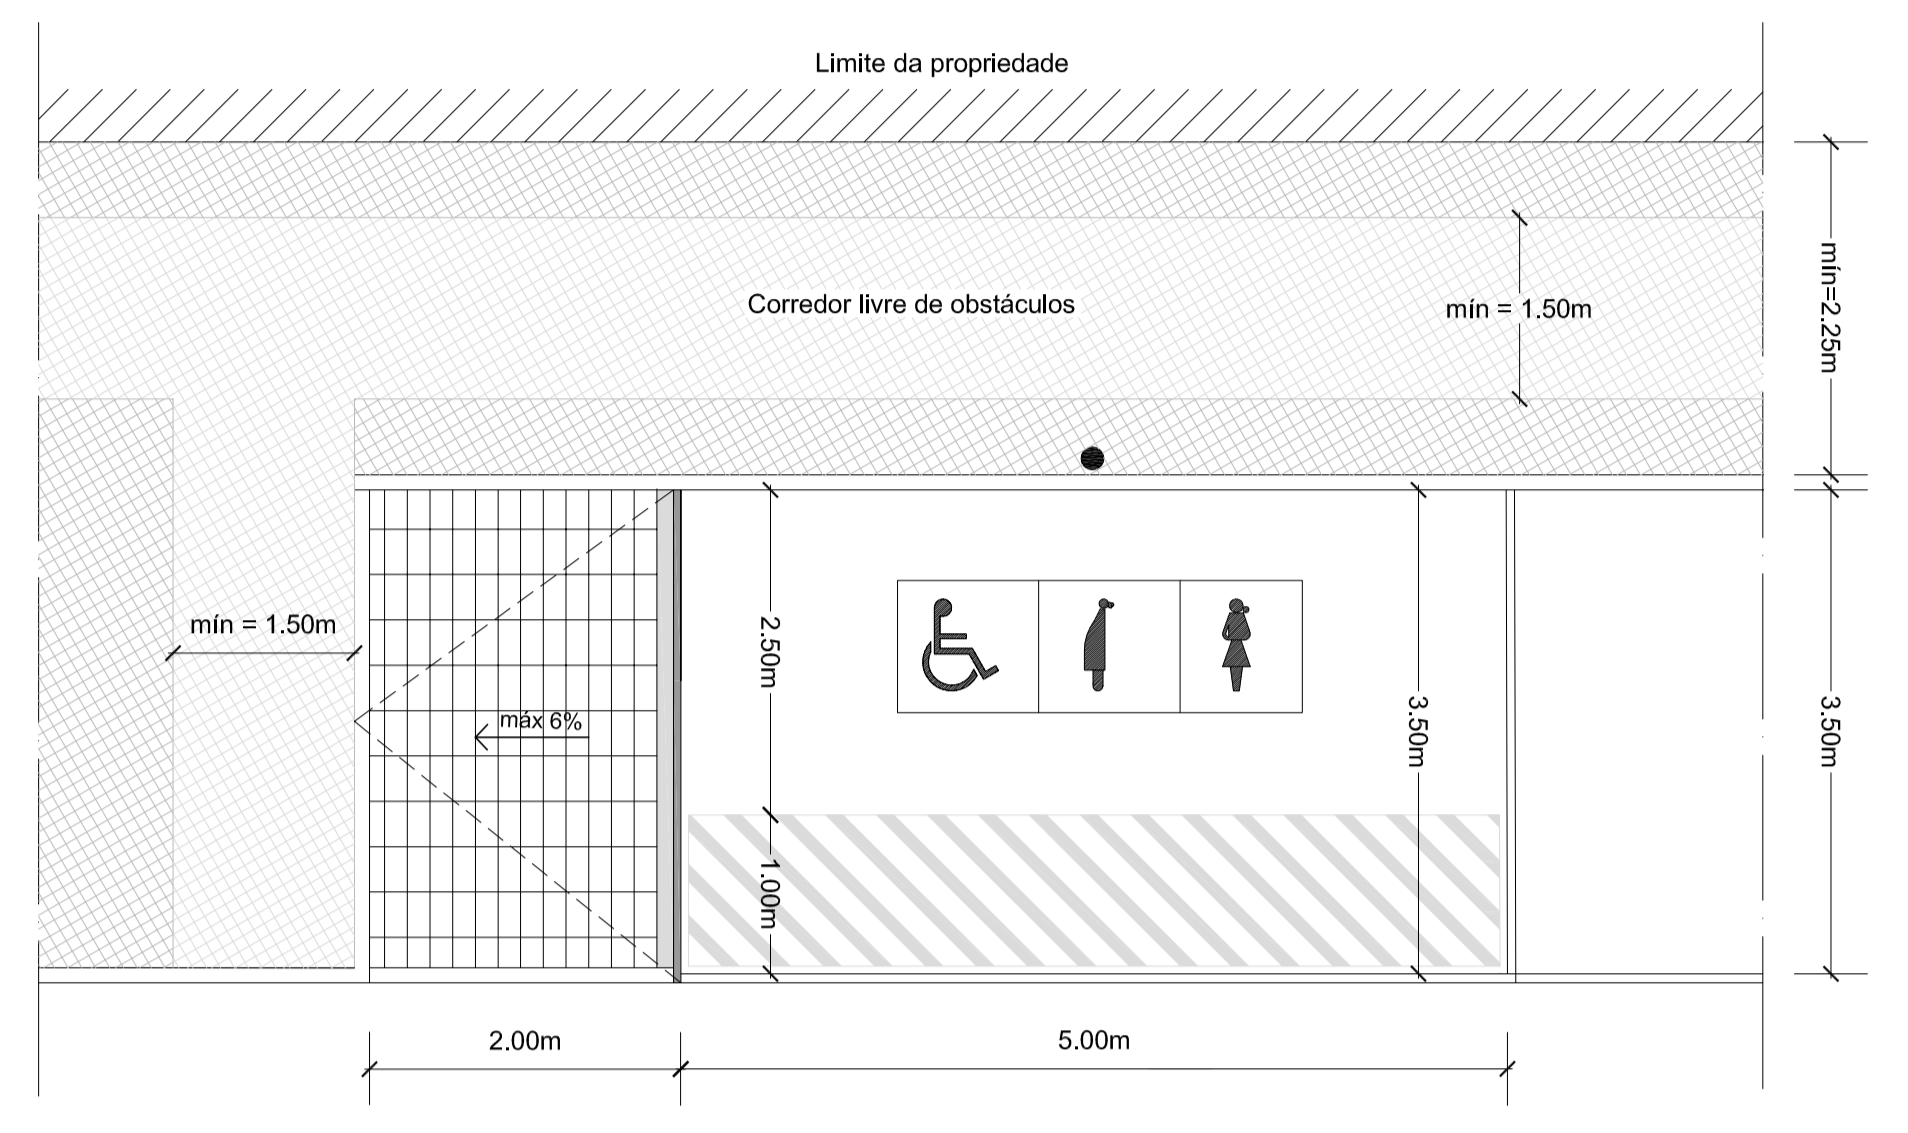 Limite da propriedade
Corredor livre de obstáculos
mín = 1.50m
mín=2.25m
mín = 1.50m
máx 6%
2.50m
1.00m
3.50m
3.50m
2.00m
5.00m